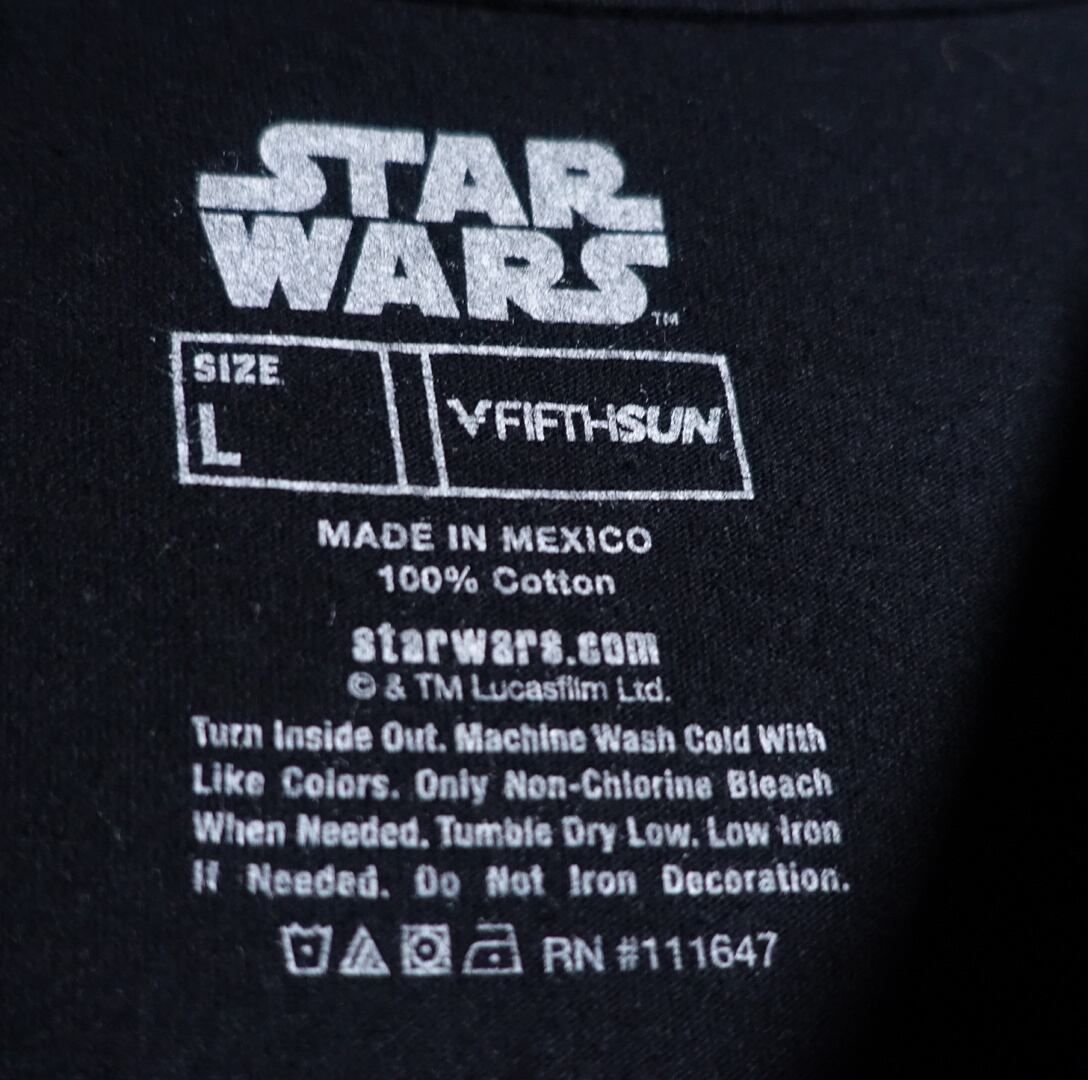 STAR
WARS
TM
SIZE
L
FIFTHSUN
MADE IN MEXICO
100% Cotton
starwars.com
© & TM Lucasfilm Ltd.
Turn Inside Out. Machine Wash Cold With
Like Colors. Only Non-Chlorine Bleach
When Needed. Tumble Dry Low. Low Iron
If Needed. Do Not Iron Decoration.
RN #111647